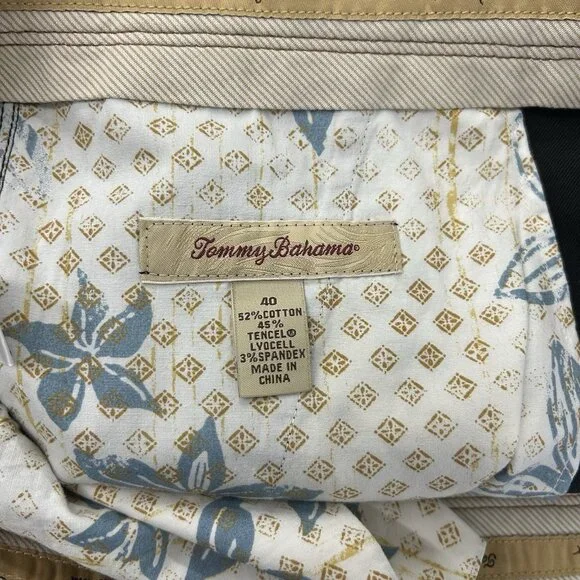 Tommy Bahama®
40
52%COTTON
45%
TENCEL®
LYOCELL
3%SPANDEX
MADE IN
CHINA